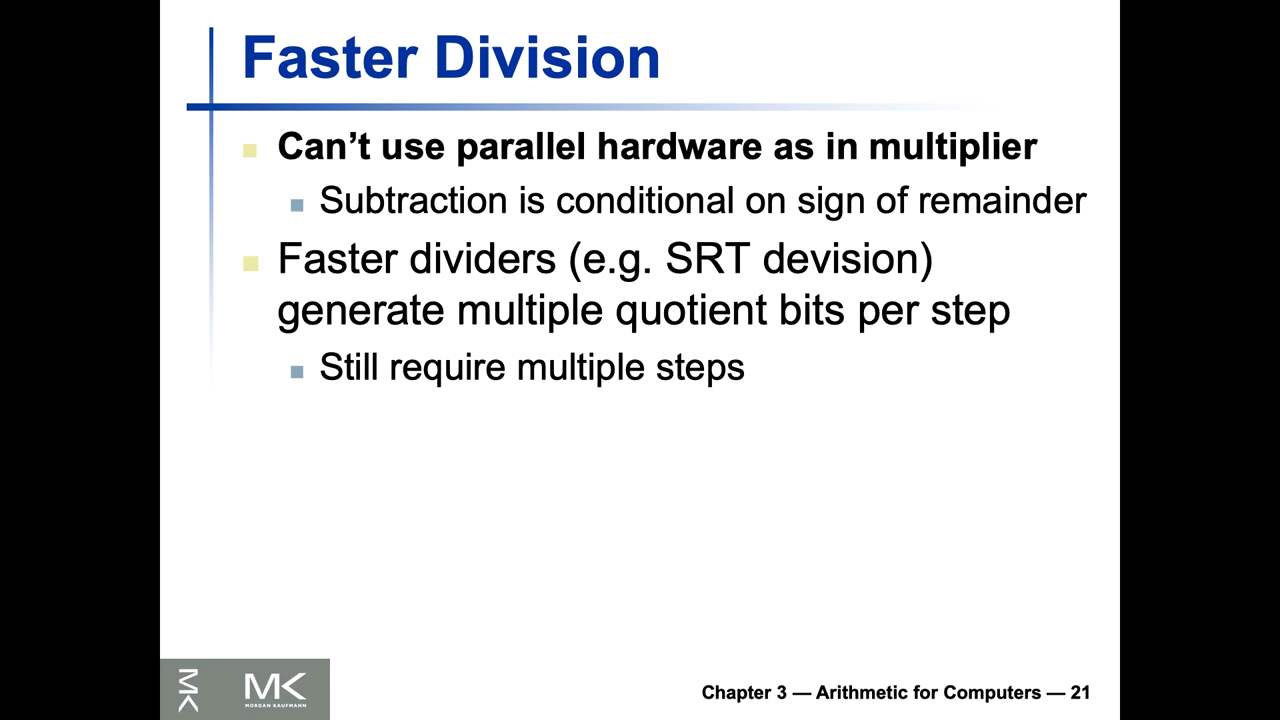 Faster Division
Can’t use parallel hardware as in multiplier
Subtraction is conditional on sign of remainder
Faster dividers (e.g. SRT devision)
generate multiple quotient bits per step
Still require multiple steps
MK
MK
MORGAN KAUFMANN
Chapter 3 — Arithmetic for Computers — 21